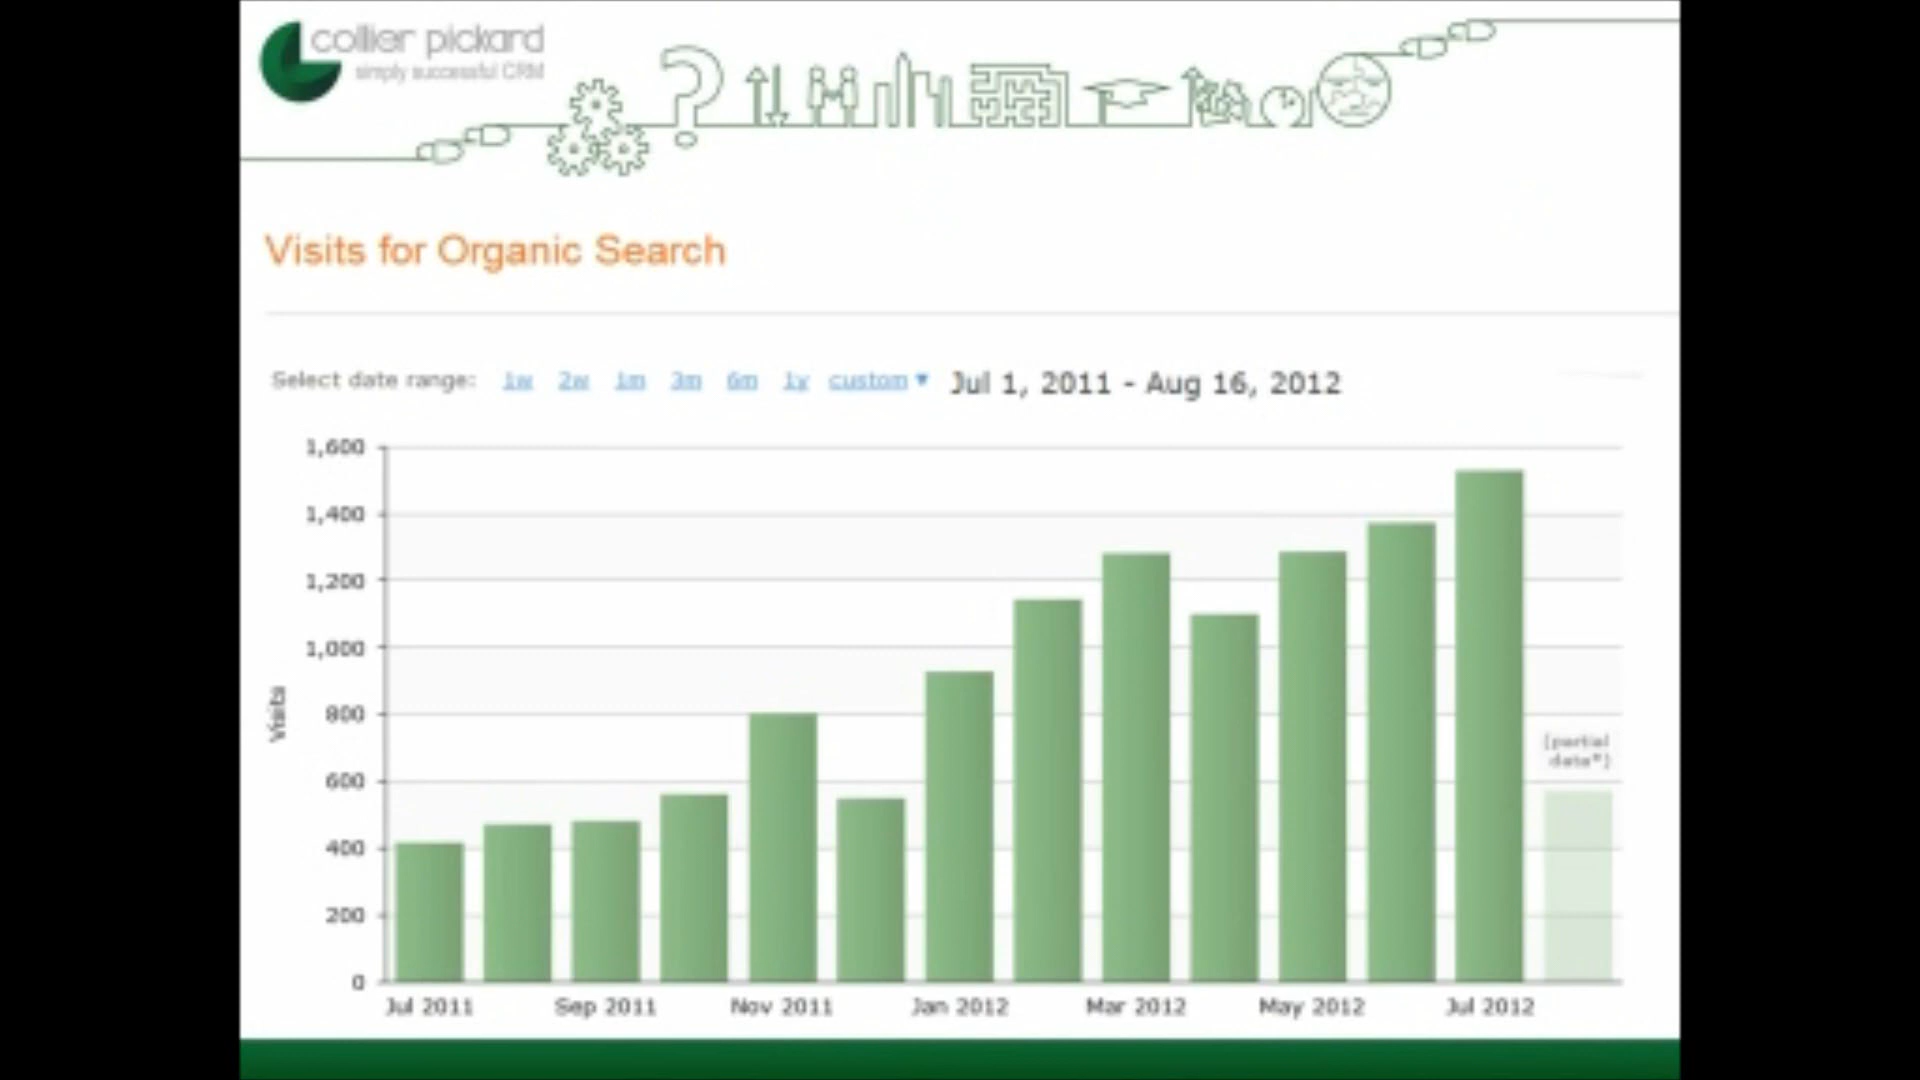 collier pickard
simply successful CRM
Visits for Organic Search
Select date range: 1w 2w 1m 3m 6m 1y custom Jul 1, 2011 - Aug 16, 2012
1,600
1,400
1,200
1,000
800
600
400
200
0
Visits
(partial
date*)
Jul 2011 Sep 2011 Nov 2011 Jan 2012 Mar 2012 May 2012 Jul 2012